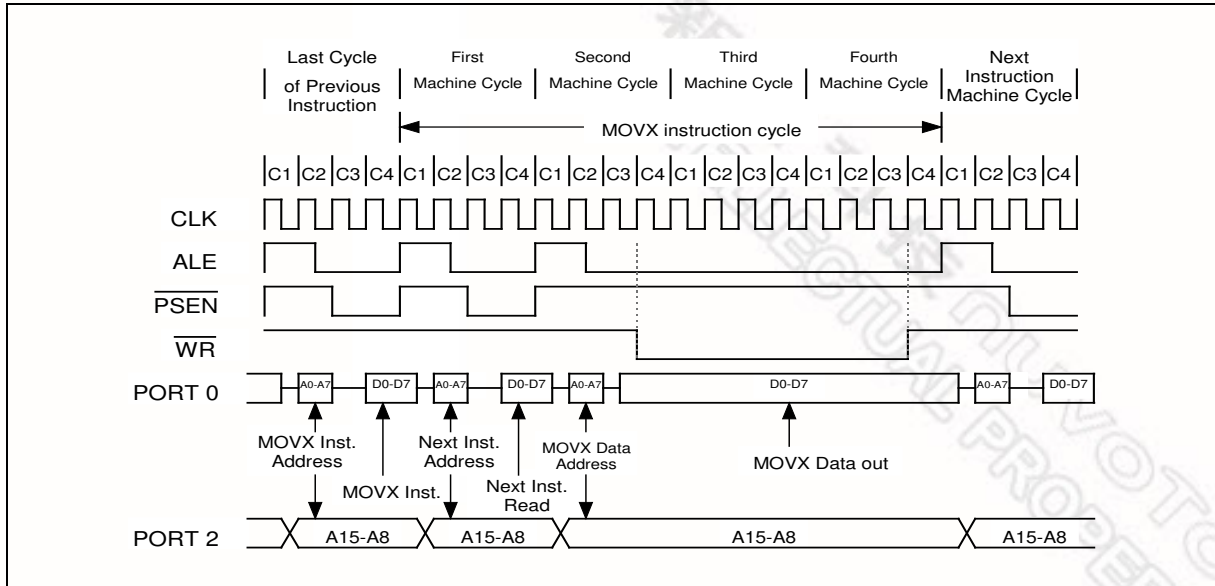 Last Cycle
of Previous
Instruction
First
Machine Cycle
Second
Machine Cycle
Third
Machine Cycle
Fourth
Machine Cycle
Next
Instruction
Machine Cycle
MOVX instruction cycle
C1 C2 C3 C4 C1 C2 C3 C4 C1 C2 C3 C4 C1 C2 C3 C4 C1 C2 C3 C4 C1 C2 C3 C4
CLK
ALE
PSEN
WR
PORT 0
A0-A7 D0-D7 A0-A7 D0-D7 A0-A7 D0-D7 A0-A7 D0-D7
MOVX Inst.
Address
MOVX Inst.
Next Inst.
Address
Next Inst.
Read
MOVX Data
Address
MOVX Data out
PORT 2
A15-A8 A15-A8 A15-A8 A15-A8
nuvoTo
LLECTUAL PROPER